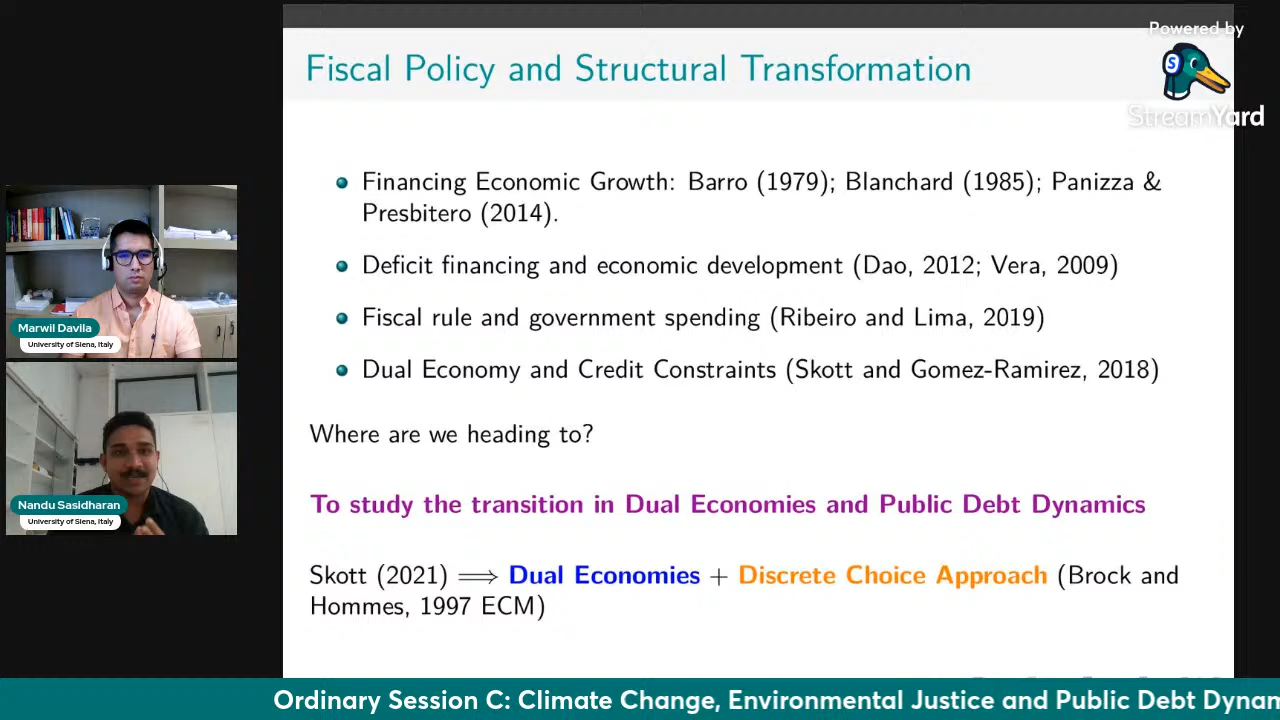 Powered by
StreamYard
Fiscal Policy and Structural Transformation
Financing Economic Growth: Barro (1979); Blanchard (1985); Panizza &
Presbitero (2014).
Deficit financing and economic development (Dao, 2012; Vera, 2009)
Fiscal rule and government spending (Ribeiro and Lima, 2019)
Dual Economy and Credit Constraints (Skott and Gomez-Ramirez, 2018)
Where are we heading to?
To study the transition in Dual Economies and Public Debt Dynamics
Skott (2021) ⟹ Dual Economies + Discrete Choice Approach (Brock and
Hommes, 1997 ECM)
Marwil Davila
University of Siena, Italy
Nandu Sasidharan
University of Siena, Italy
Ordinary Session C: Climate Change, Environmental Justice and Public Debt Dynan